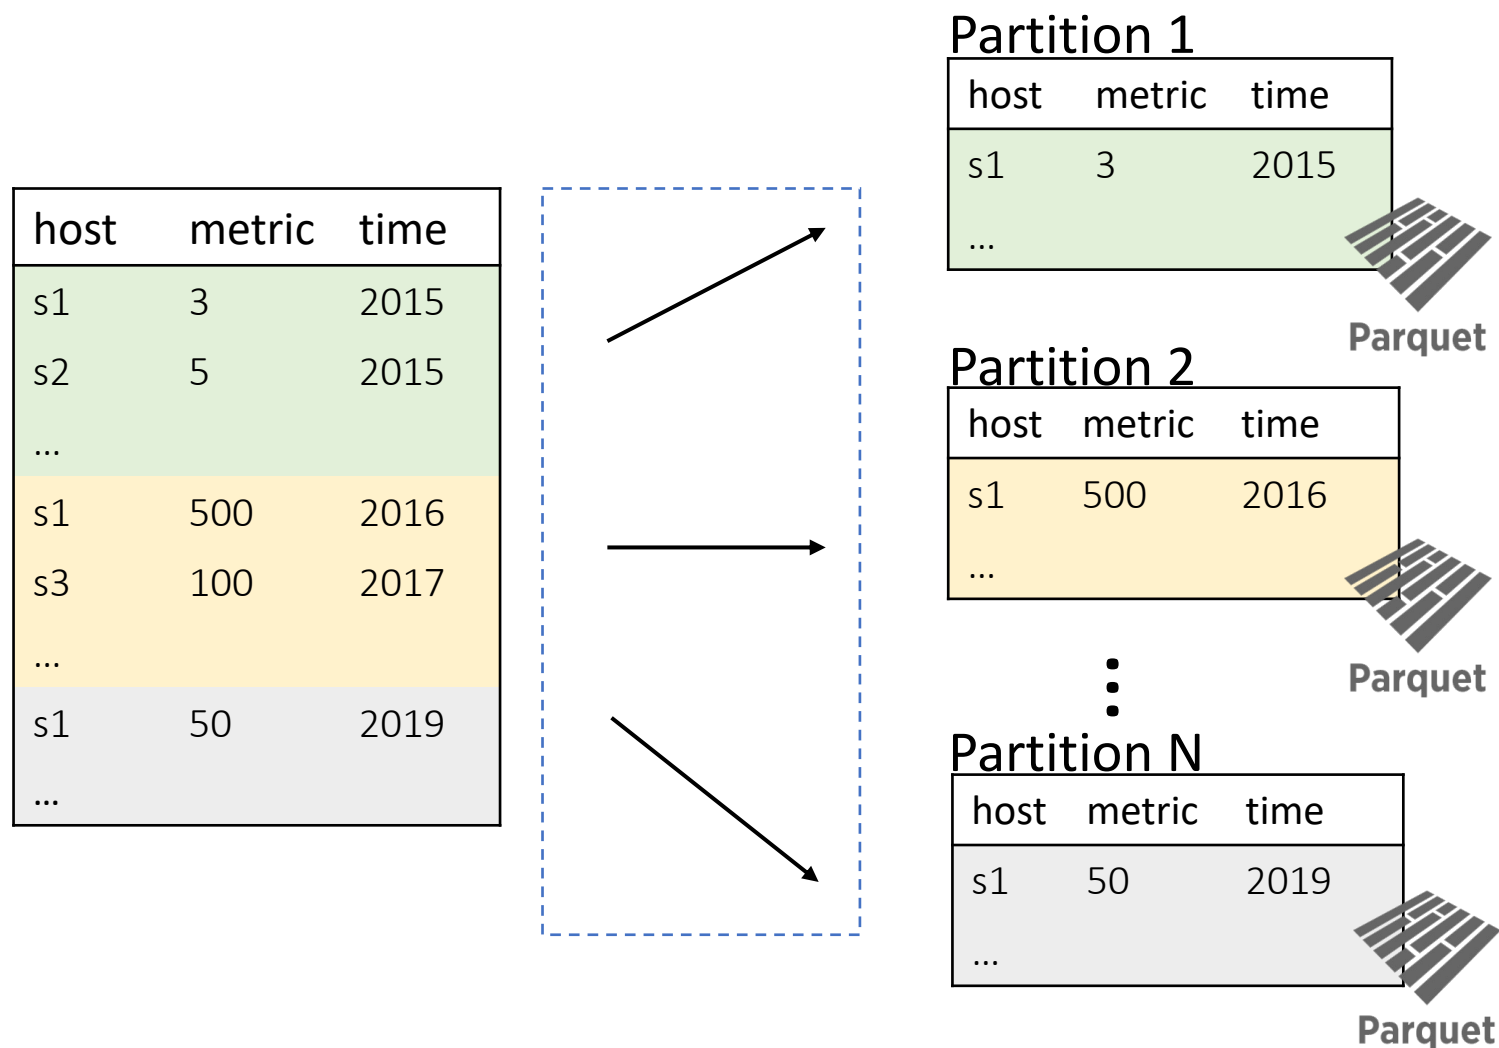 host metric time
s1 3 2015
s2 5 2015
...
s1 500 2016
s3 100 2017
...
s1 50 2019
...
Partition 1
host metric time
s1 3 2015
...
Parquet
Partition 2
host metric time
s1 500 2016
...
Parquet
Partition N
host metric time
s1 50 2019
...
Parquet